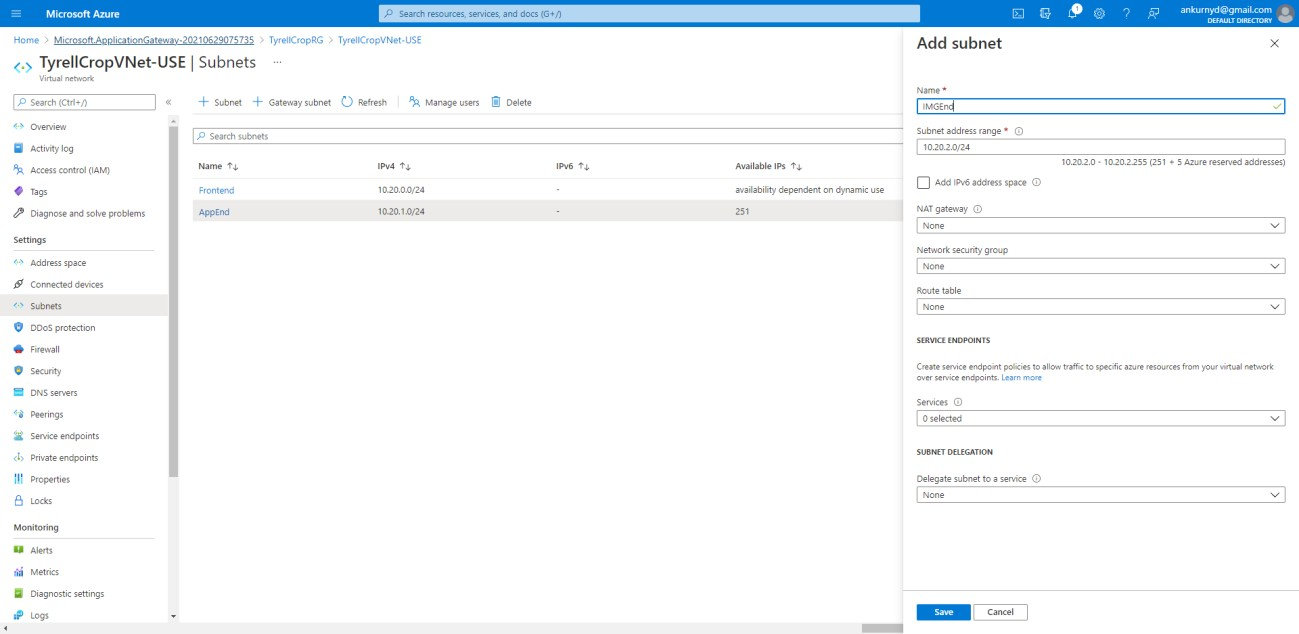 Microsoft Azure
Search resources, services, and docs (G+/)
1
ankurnyd@gmail.com
DEFAULT DIRECTORY
Home > Microsoft.ApplicationGateway-20210629075735 > TyrellCropRG > TyrellCropVNet-USE
TyrellCropVNet-USE | Subnets ...
Virtual network
Search (Ctrl+/)
«
Overview
Activity log
Access control (IAM)
Tags
Diagnose and solve problems
Settings
Address space
Connected devices
Subnets
DDoS protection
Firewall
Security
DNS servers
Peerings
Service endpoints
Private endpoints
Properties
Locks
Monitoring
Alerts
Metrics
Diagnostic settings
Logs
+ Subnet + Gateway subnet Refresh Manage users Delete
Search subnets
Name ↑↓ IPv4 ↑↓ IPv6 ↑↓ Available IPs ↑↓
Frontend 10.20.0.0/24 - availability dependent on dynamic use
AppEnd 10.20.1.0/24 - 251
Add subnet
Name *
IMGEnd
Subnet address range *
10.20.2.0/24
10.20.2.0 - 10.20.2.255 (251 + 5 Azure reserved addresses)
Add IPv6 address space
NAT gateway
None
Network security group
None
Route table
None
SERVICE ENDPOINTS
Create service endpoint policies to allow traffic to specific azure resources from your virtual network
over service endpoints. Learn more
Services
0 selected
SUBNET DELEGATION
Delegate subnet to a service
None
Save Cancel